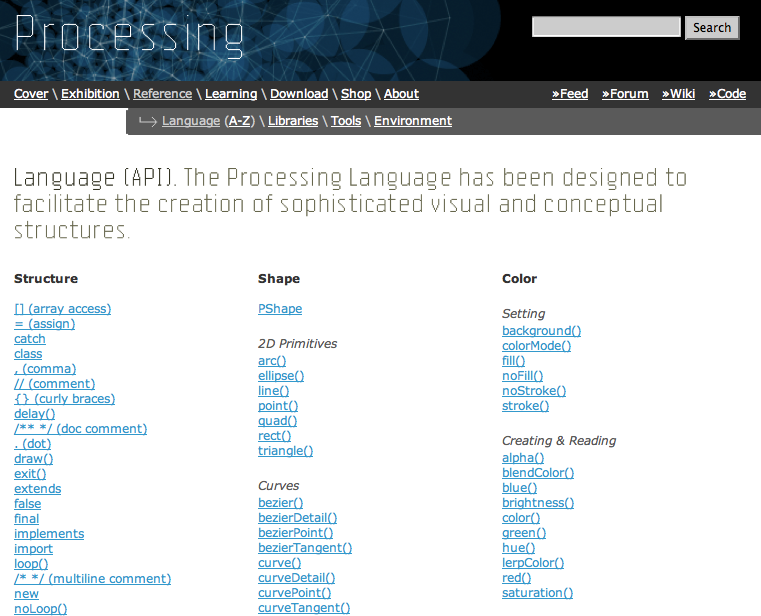 Processing
Search
Cover \ Exhibition \ Reference \ Learning \ Download \ Shop \ About
»Feed »Forum »Wiki »Code
Language (A-Z) \ Libraries \ Tools \ Environment
Language (API). The Processing Language has been designed to
facilitate the creation of sophisticated visual and conceptual
structures.
Structure
[] (array access)
= (assign)
catch
class
, (comma)
// (comment)
{} (curly braces)
delay()
/** */ (doc comment)
. (dot)
draw()
exit()
extends
false
final
implements
import
loop()
/* */ (multiline comment)
new
noLoop()
Shape
PShape
2D Primitives
arc()
ellipse()
line()
point()
quad()
rect()
triangle()
Curves
bezier()
bezierDetail()
bezierPoint()
bezierTangent()
curve()
curveDetail()
curvePoint()
curveTangent()
Color
Setting
background()
colorMode()
fill()
noFill()
noStroke()
stroke()
Creating & Reading
alpha()
blendColor()
blue()
brightness()
color()
green()
hue()
lerpColor()
red()
saturation()